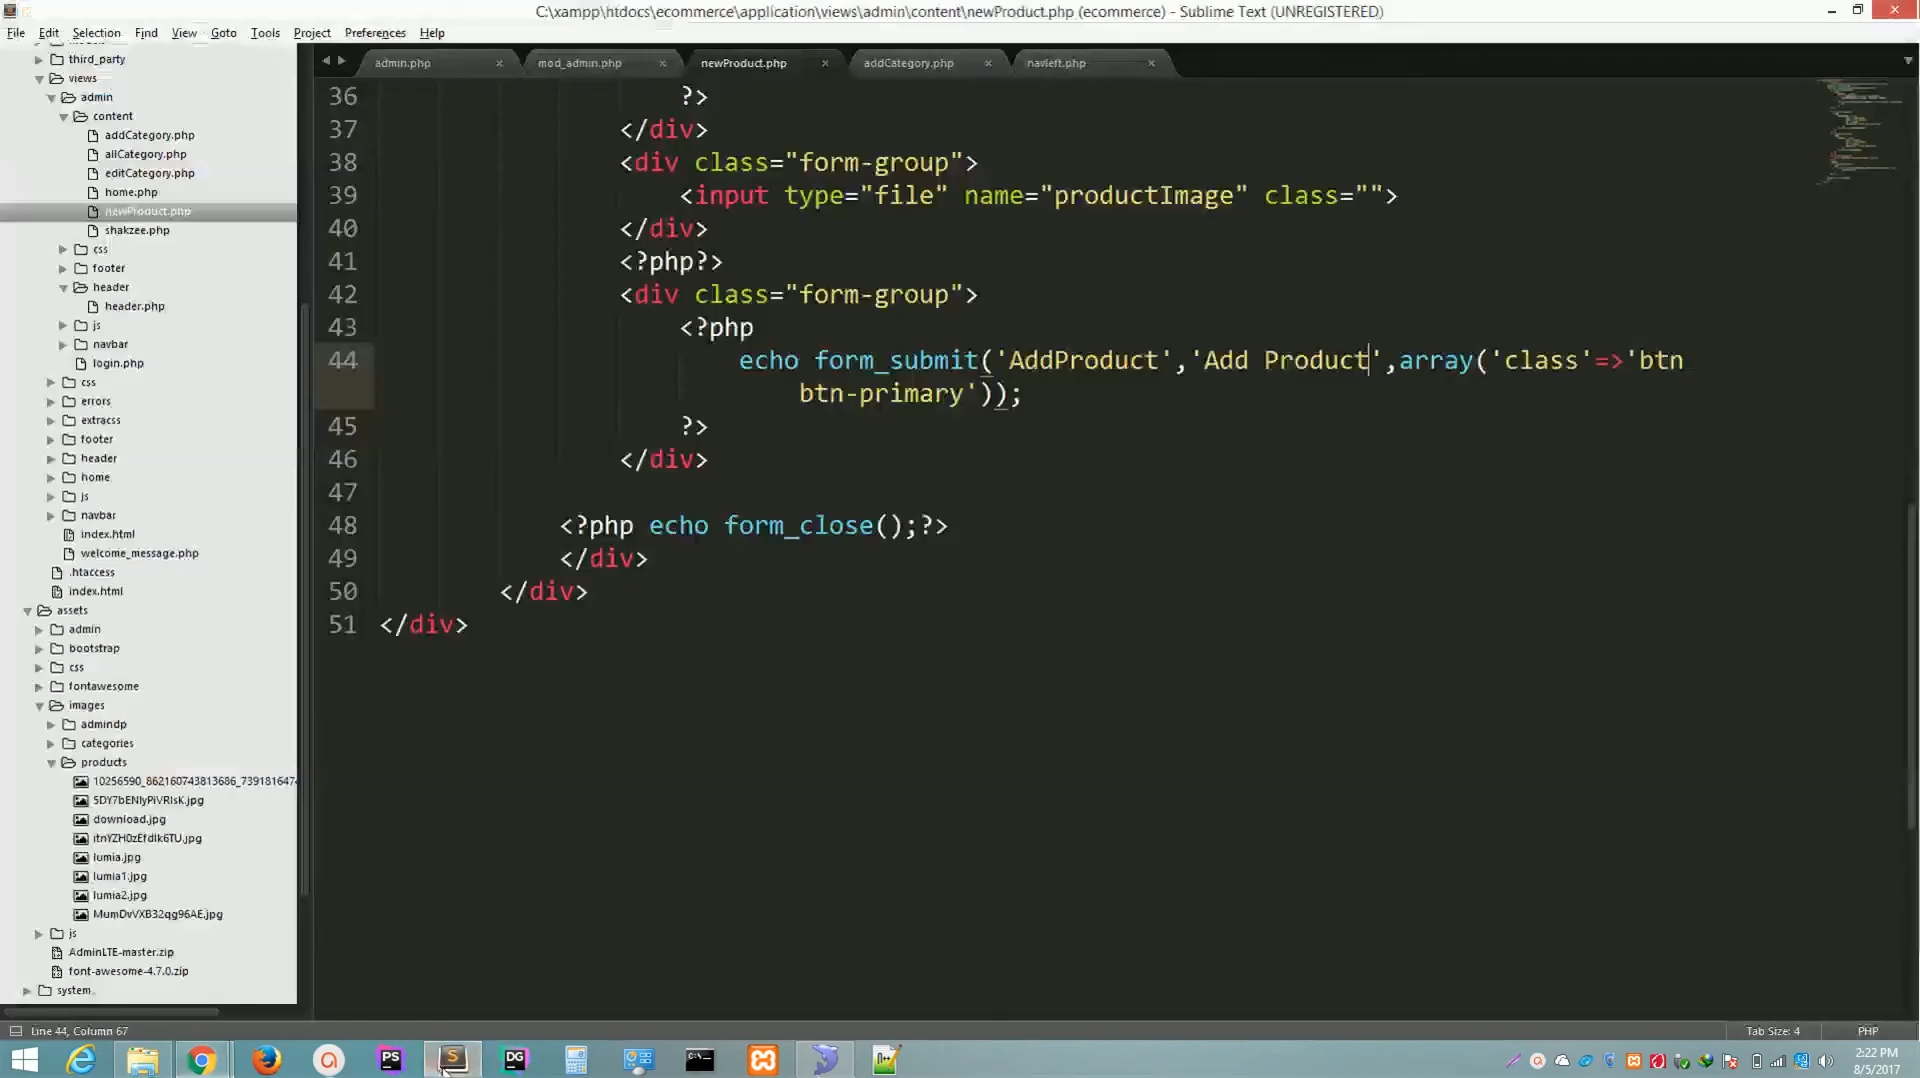 C:\xampp\htdocs\ecommerce\application\views\admin\content\newProduct.php (ecommerce) - Sublime Text (UNREGISTERED)
File Edit Selection Find View Goto Tools Project Preferences Help
third_party
views
admin
content
addCategory.php
allCategory.php
editCategory.php
home.php
newProduct.php
shakzee.php
css
footer
header
header.php
js
navbar
login.php
css
errors
extracss
footer
header
home
js
navbar
index.html
welcome_message.php
.htaccess
index.html
assets
admin
bootstrap
css
fontawesome
images
admindp
categories
products
10256590_862160743813686_7391816474
download.jpg
lumia.jpg
lumia1.jpg
lumia2.jpg
MumDvVXB32qg96AE.jpg
js
AdminLTE-master.zip
font-awesome-4.7.0.zip
system
admin.php mod_admin.php newProduct.php addCategory.php navleft.php
36 ?>
37 </div>
38 <div class="form-group">
39 <input type="file" name="productImage" class="">
40 </div>
41 <?php?>
42 <div class="form-group">
43 <?php
44 echo form_submit('AddProduct','Add Product',array('class'=>'btn
btn-primary'));
45 ?>
46 </div>
47
48 <?php echo form_close();?>
49 </div>
50 </div>
51 </div>
Line 44, Column 67
Tab Size: 4
PHP
PS
S
DG
C:\
2:22 PM
8/5/2017